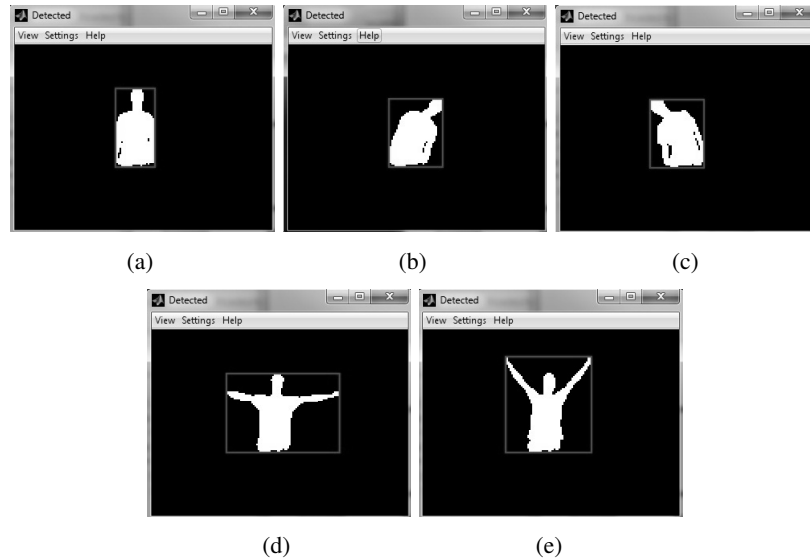 Detected
View Settings Help
(a)
Detected
View Settings Help
(b)
Detected
View Settings Help
(c)
Detected
View Settings Help
(d)
Detected
View Settings Help
(e)